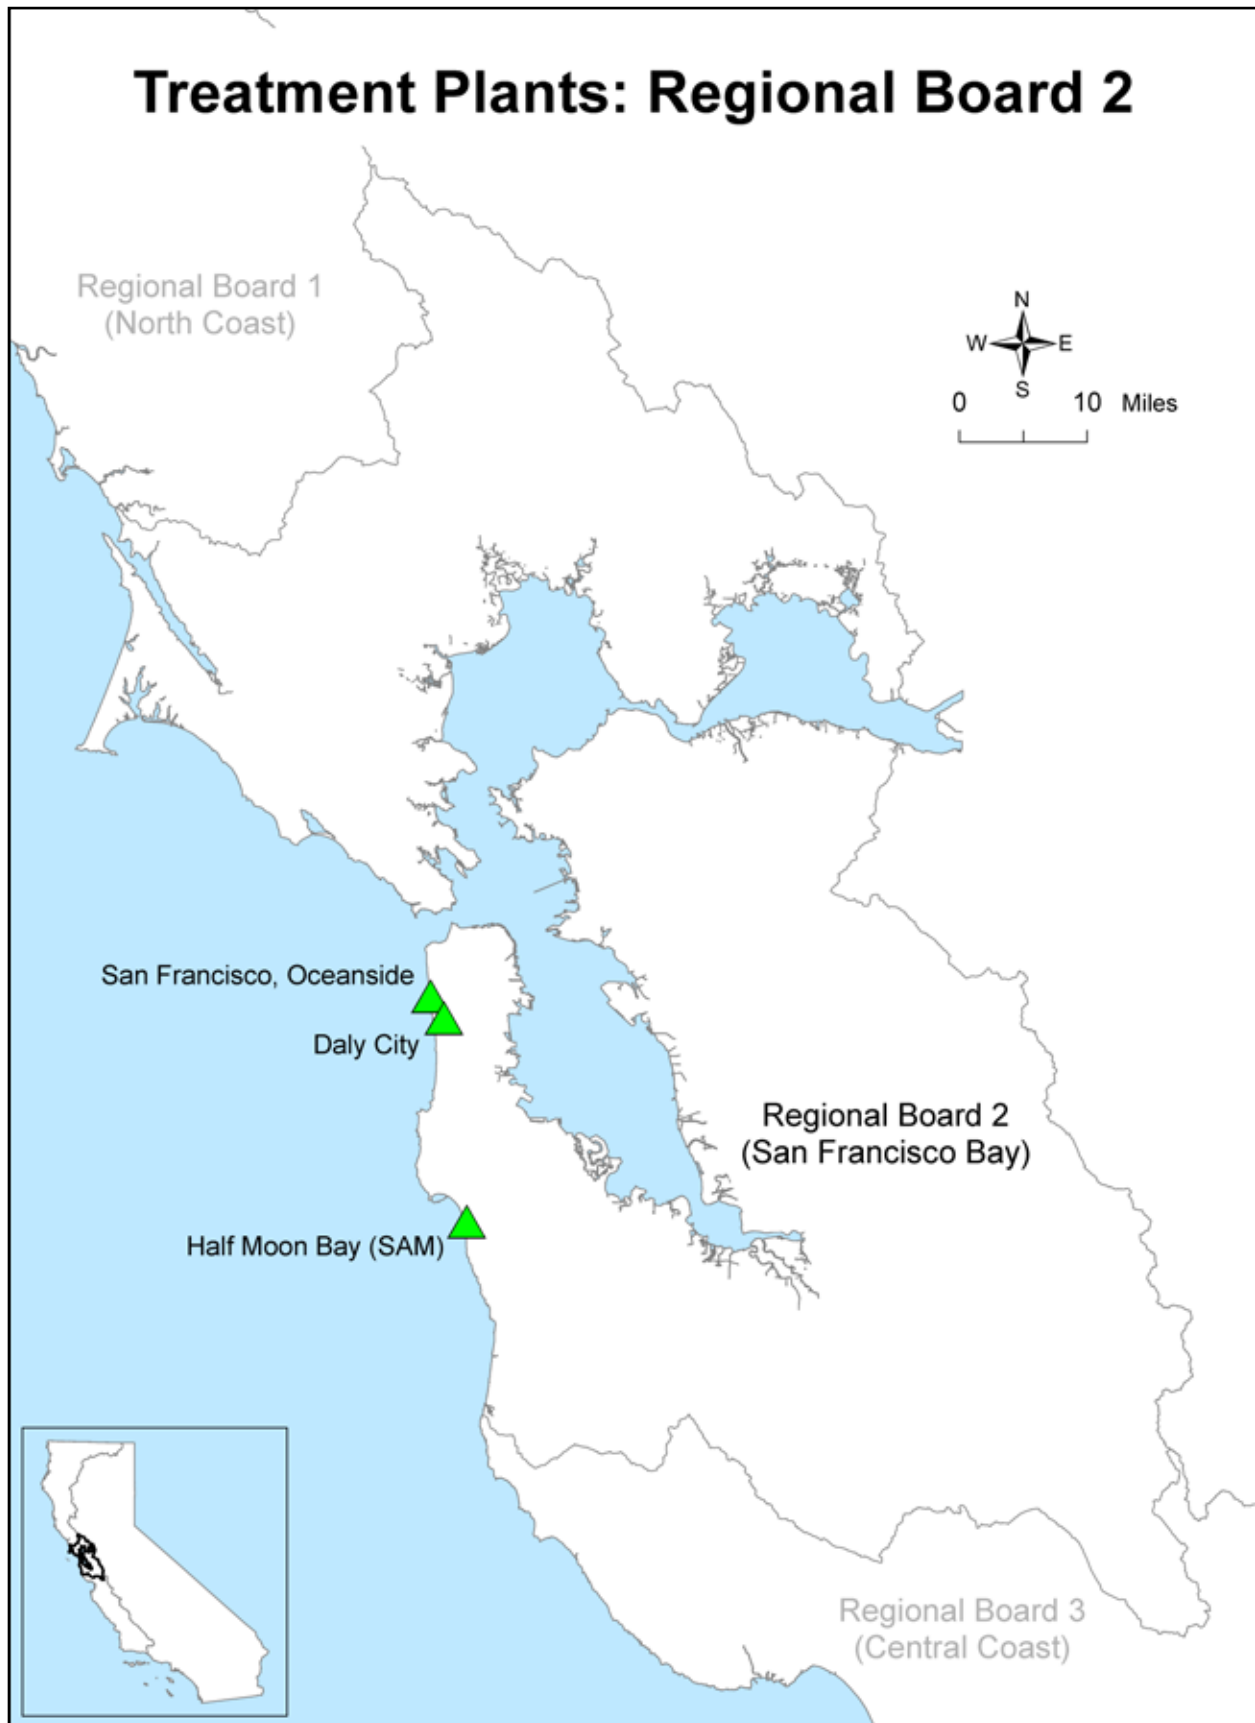 Treatment Plants: Regional Board 2
Regional Board 1
(North Coast)
N
W
E
S
0
10
Miles
San Francisco, Oceanside
Daly City
Regional Board 2
(San Francisco Bay)
Half Moon Bay (SAM)
Regional Board 3
(Central Coast)